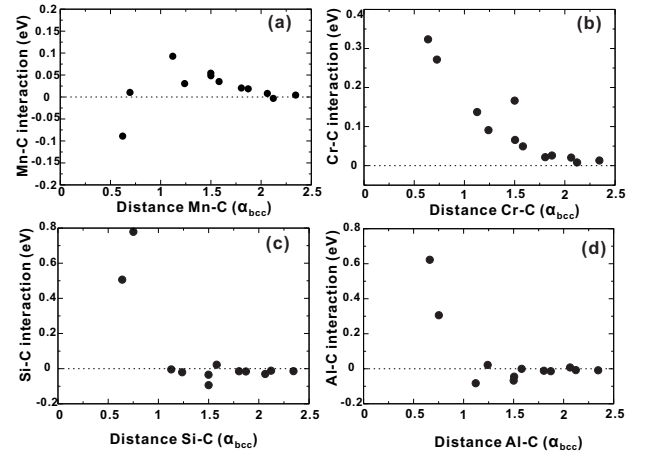 (a)
Mn-C interaction (eV)
0.2
0.15
0.1
0.05
0
-0.05
-0.1
-0.15
-0.2
0 0.5 1 1.5 2 2.5
Distance Mn-C (α_bcc)
(b)
Cr-C interaction (eV)
0.4
0.3
0.2
0.1
0
0 0.5 1 1.5 2 2.5
Distance Cr-C (α_bcc)
(c)
Si-C interaction (eV)
0.8
0.6
0.4
0.2
0
-0.2
0 0.5 1 1.5 2 2.5
Distance Si-C (α_bcc)
(d)
Al-C interaction (eV)
0.8
0.6
0.4
0.2
0
-0.2
0 0.5 1 1.5 2 2.5
Distance Al-C (α_bcc)